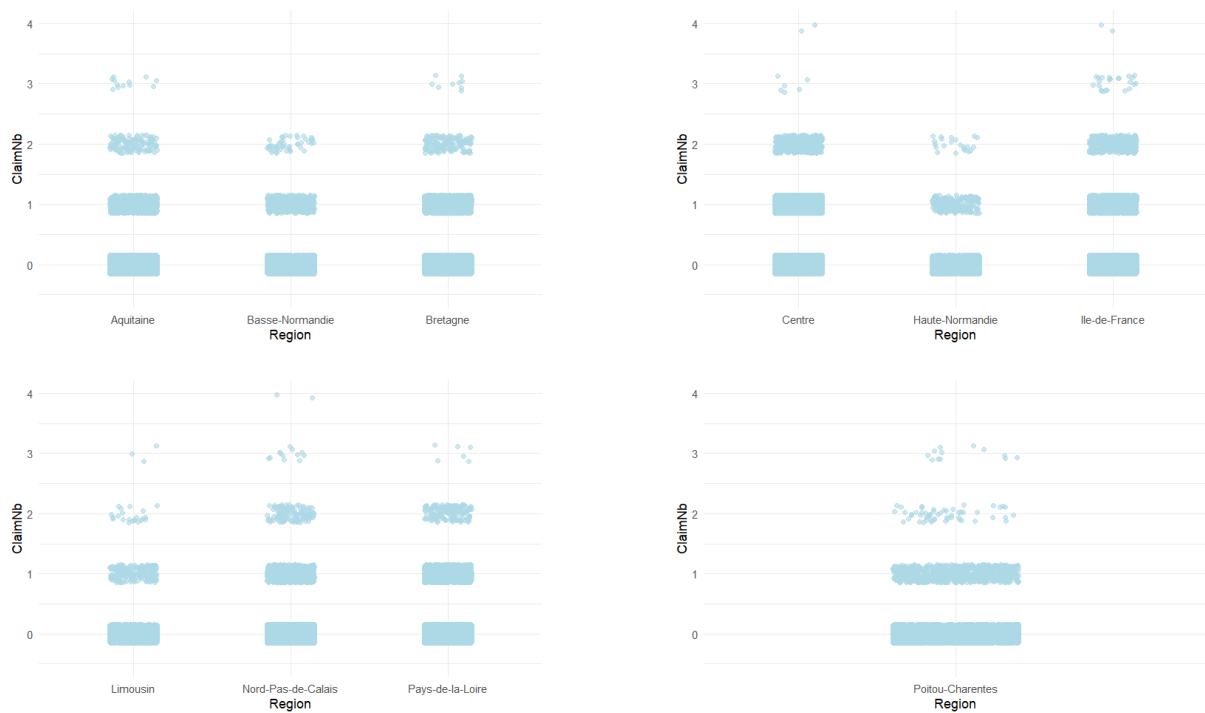 4
3
2
1
0
ClaimNb
Aquitaine Basse-Normandie Bretagne
Region
4
3
2
1
0
ClaimNb
Centre Haute-Normandie Ile-de-France
Region
4
3
2
1
0
ClaimNb
Limousin Nord-Pas-de-Calais Pays-de-la-Loire
Region
4
3
2
1
0
ClaimNb
Poitou-Charentes
Region